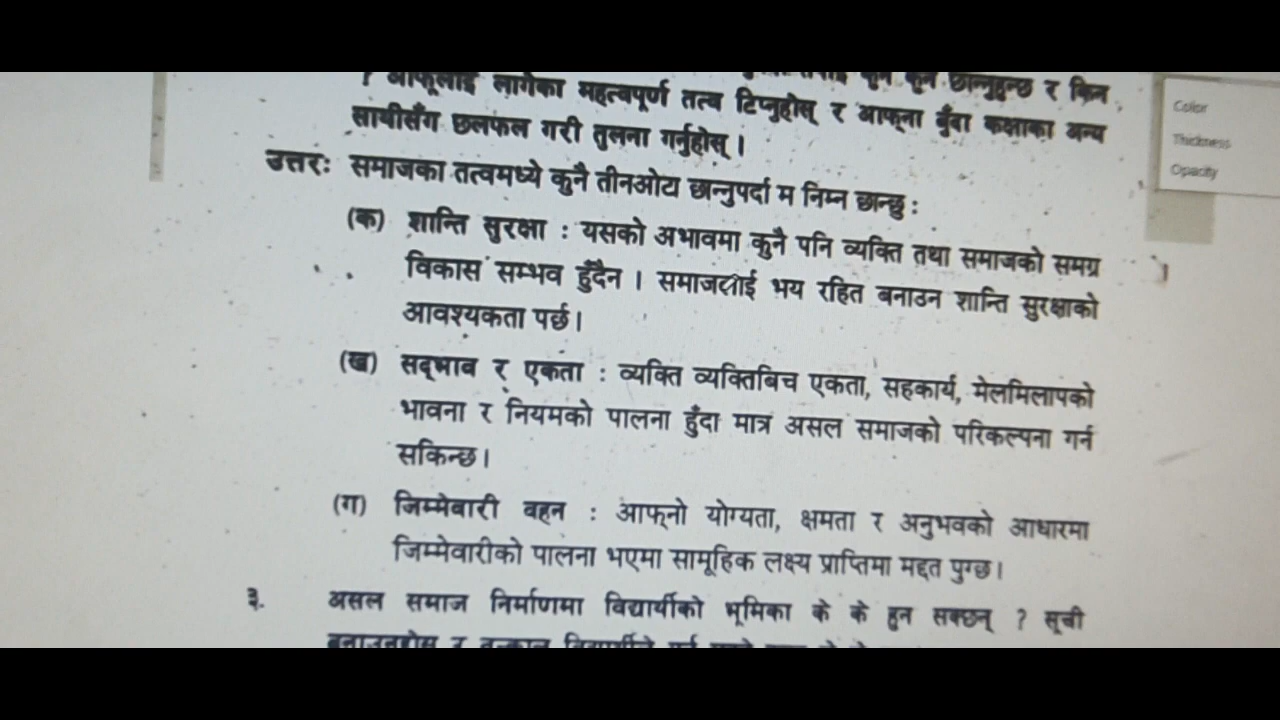 ? आफूलाई लागेका महत्वपूर्ण तत्व टिप्नुहोस् र आफ्ना बुँदा कक्षाका अन्य
साथीसँग छलफल गरी तुलना गर्नुहोस् ।
उत्तरः समाजका तत्वमध्ये कुनै तीनओटा छान्नुपर्दा म निम्न छान्छु :
(क) शान्ति सुरक्षा : यसको अभावमा कुनै पनि व्यक्ति तथा समाजको समग्र
विकास सम्भव हुँदैन । समाजलाई भय रहित बनाउन शान्ति सुरक्षाको
आवश्यकता पर्छ।
(ख) सद्भाव र एकता : व्यक्ति व्यक्तिबिच एकता, सहकार्य, मेलमिलापको
भावना र नियमको पालना हुँदा मात्र असल समाजको परिकल्पना गर्न
सकिन्छ।
(ग) जिम्मेवारी वहन : आफ्नो योग्यता, क्षमता र अनुभवको आधारमा
जिम्मेवारीको पालना भएमा सामूहिक लक्ष्य प्राप्तिमा मद्दत पुग्छ।
३. असल समाज निर्माणमा विद्यार्थीको भूमिका के के हुन सक्छन् ? सूची
Color
Thickness
Opacity